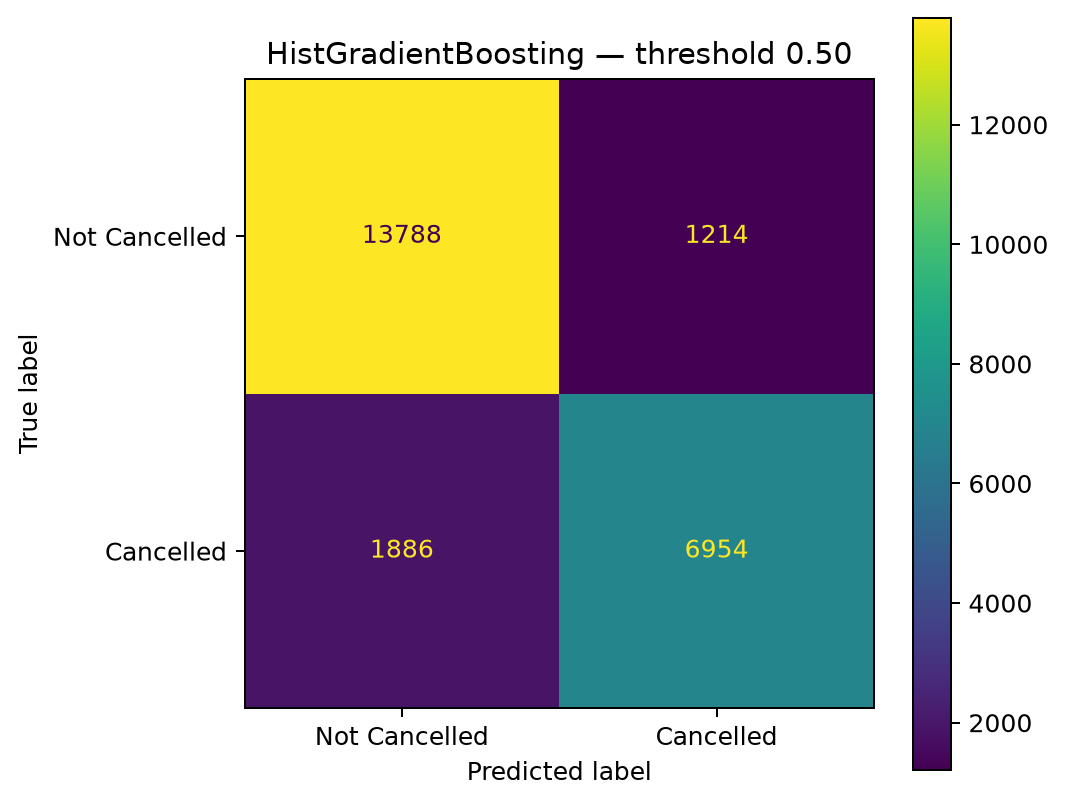 HistGradientBoosting — threshold 0.50
True label
Not Cancelled
13788
1214
Cancelled
1886
6954
Not Cancelled
Cancelled
Predicted label
12000
10000
8000
6000
4000
2000